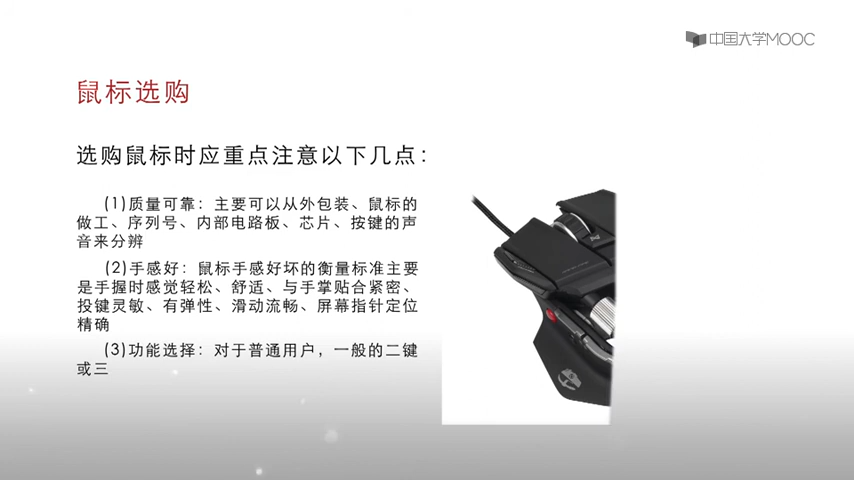 中国大学MOOC
鼠标选购
选购鼠标时应重点注意以下几点：
(1)质量可靠：主要可以从外包装、鼠标的
做工、序列号、内部电路板、芯片、按键的声
音来分辨
(2)手感好：鼠标手感好坏的衡量标准主要
是手握时感觉轻松、舒适、与手掌贴合紧密、
投键灵敏、有弹性、滑动流畅、屏幕指针定位
精确
(3)功能选择：对于普通用户，一般的二键
或三